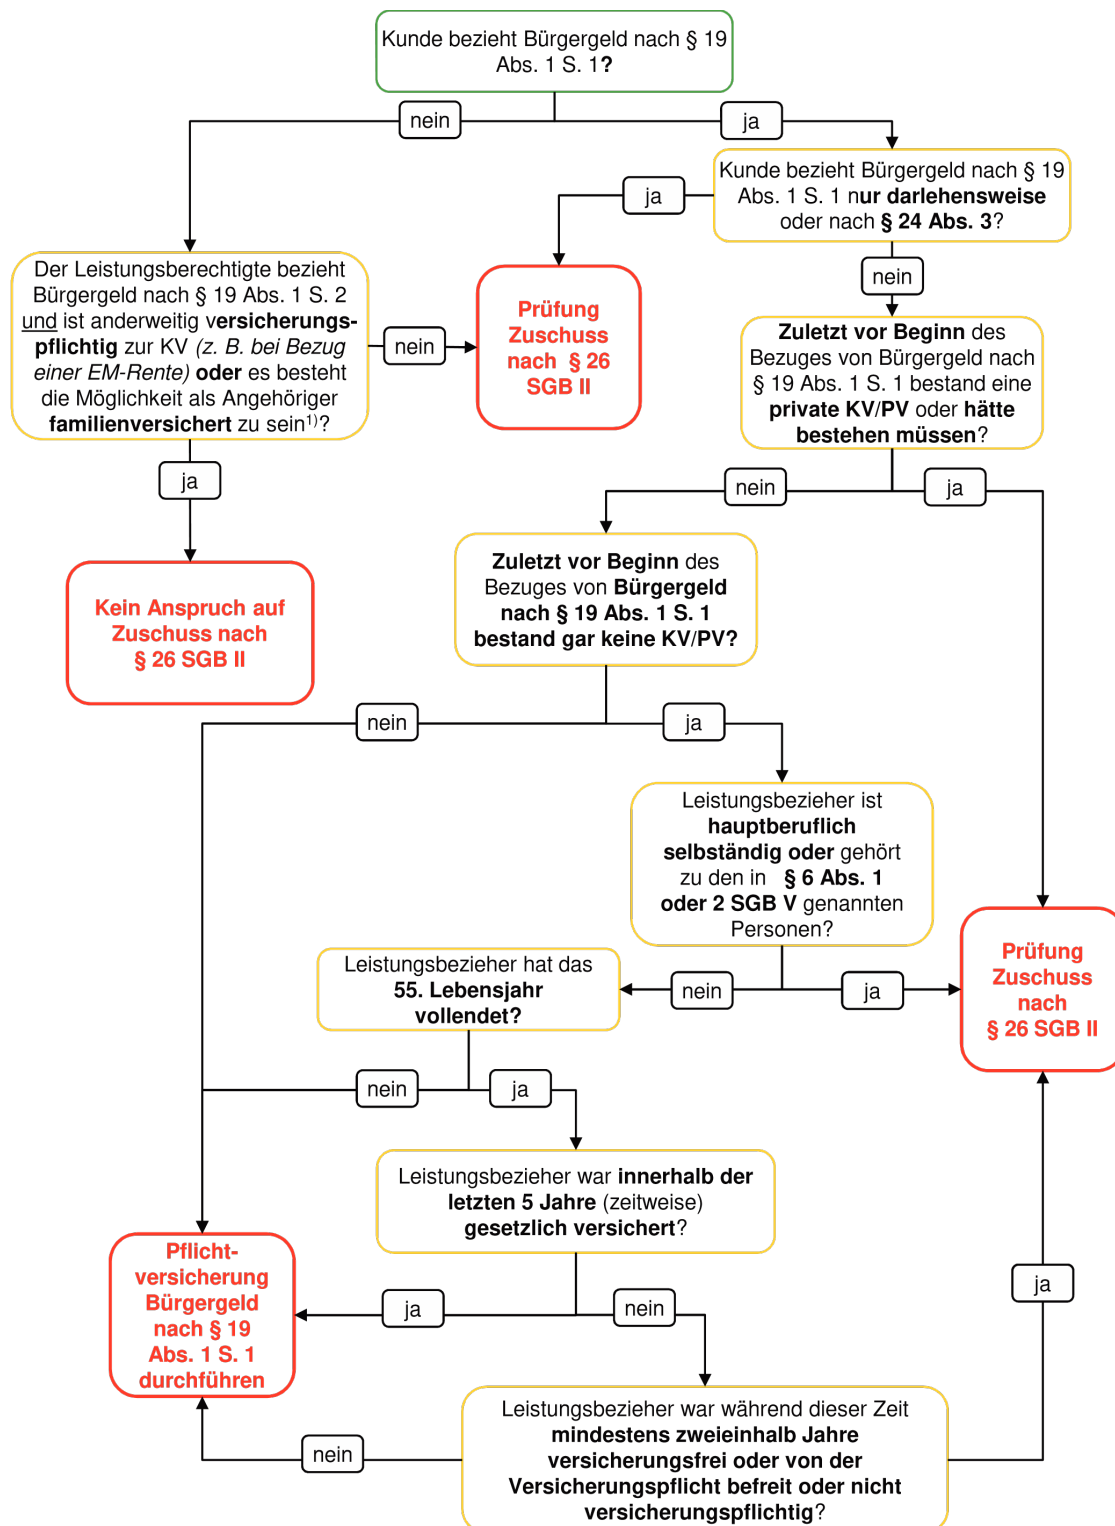 Kunde bezieht Bürgergeld nach § 19
Abs. 1 S. 1?
nein
ja
Kunde bezieht Bürgergeld nach § 19
Abs. 1 S. 1 nur darlehensweise
oder nach § 24 Abs. 3?
ja
nein
Der Leistungsberechtigte bezieht
Bürgergeld nach § 19 Abs. 1 S. 2
und ist anderweitig versicherungs-
pflichtig zur KV (z. B. bei Bezug
einer EM-Rente) oder es besteht
die Möglichkeit als Angehöriger
familienversichert zu sein1)?
nein
Prüfung
Zuschuss
nach § 26
SGB II
Zuletzt vor Beginn des
Bezuges von Bürgergeld nach
§ 19 Abs. 1 S. 1 bestand eine
private KV/PV oder hätte
bestehen müssen?
ja
nein
ja
Kein Anspruch auf
Zuschuss nach
§ 26 SGB II
Zuletzt vor Beginn des
Bezuges von Bürgergeld
nach § 19 Abs. 1 S. 1
bestand gar keine KV/PV?
nein
ja
Leistungsbezieher ist
hauptberuflich
selbständig oder gehört
zu den in § 6 Abs. 1
oder 2 SGB V genannten
Personen?
nein
ja
Prüfung
Zuschuss
nach
§ 26 SGB II
Leistungsbezieher hat das
55. Lebensjahr
vollendet?
nein
ja
Leistungsbezieher war innerhalb der
letzten 5 Jahre (zeitweise)
gesetzlich versichert?
ja
nein
ja
Pflicht-
versicherung
Bürgergeld
nach § 19
Abs. 1 S. 1
durchführen
Leistungsbezieher war während dieser Zeit
mindestens zweieinhalb Jahre
versicherungsfrei oder von der
Versicherungspflicht befreit oder nicht
versicherungspflichtig?
nein